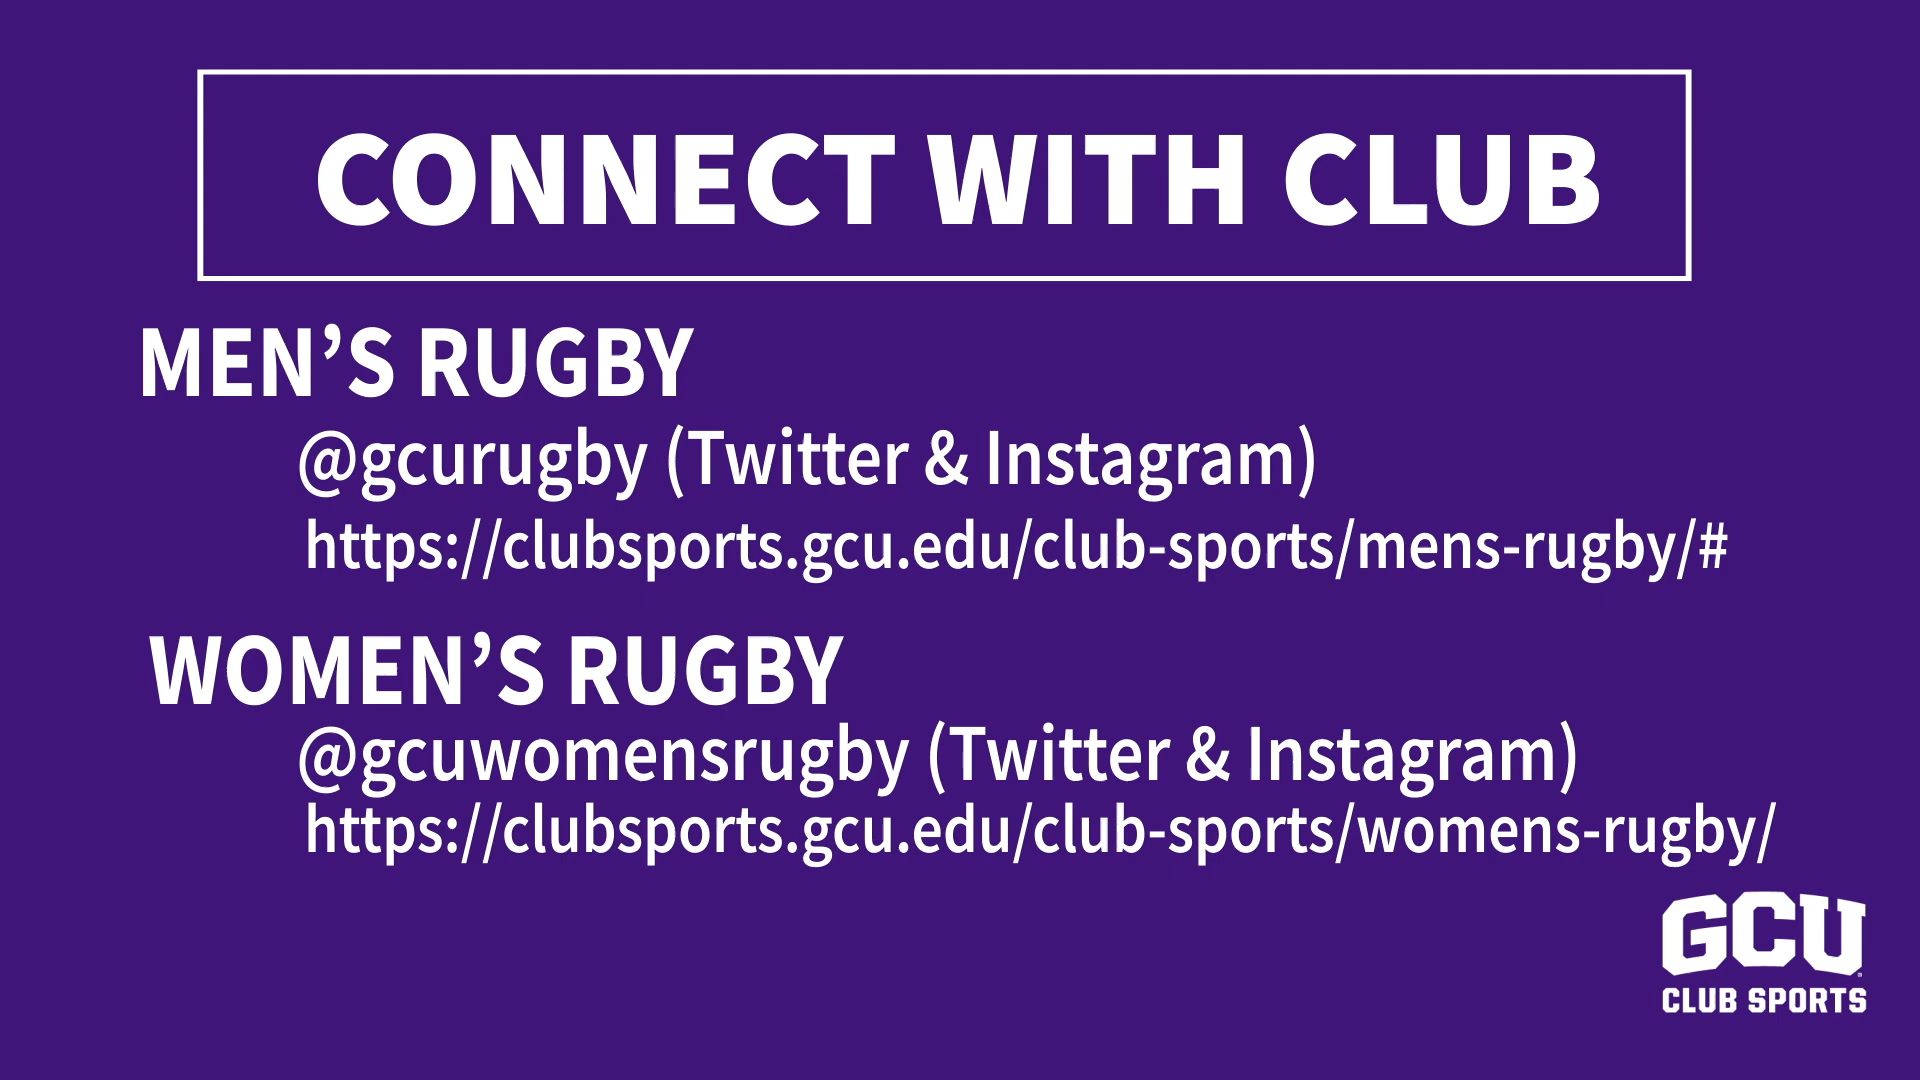 CONNECT WITH CLUB
MEN’S RUGBY
@gcurugby (Twitter & Instagram)
https://clubsports.gcu.edu/club-sports/mens-rugby/#
WOMEN’S RUGBY
@gcuwomensrugby (Twitter & Instagram)
https://clubsports.gcu.edu/club-sports/womens-rugby/
GCU
CLUB SPORTS